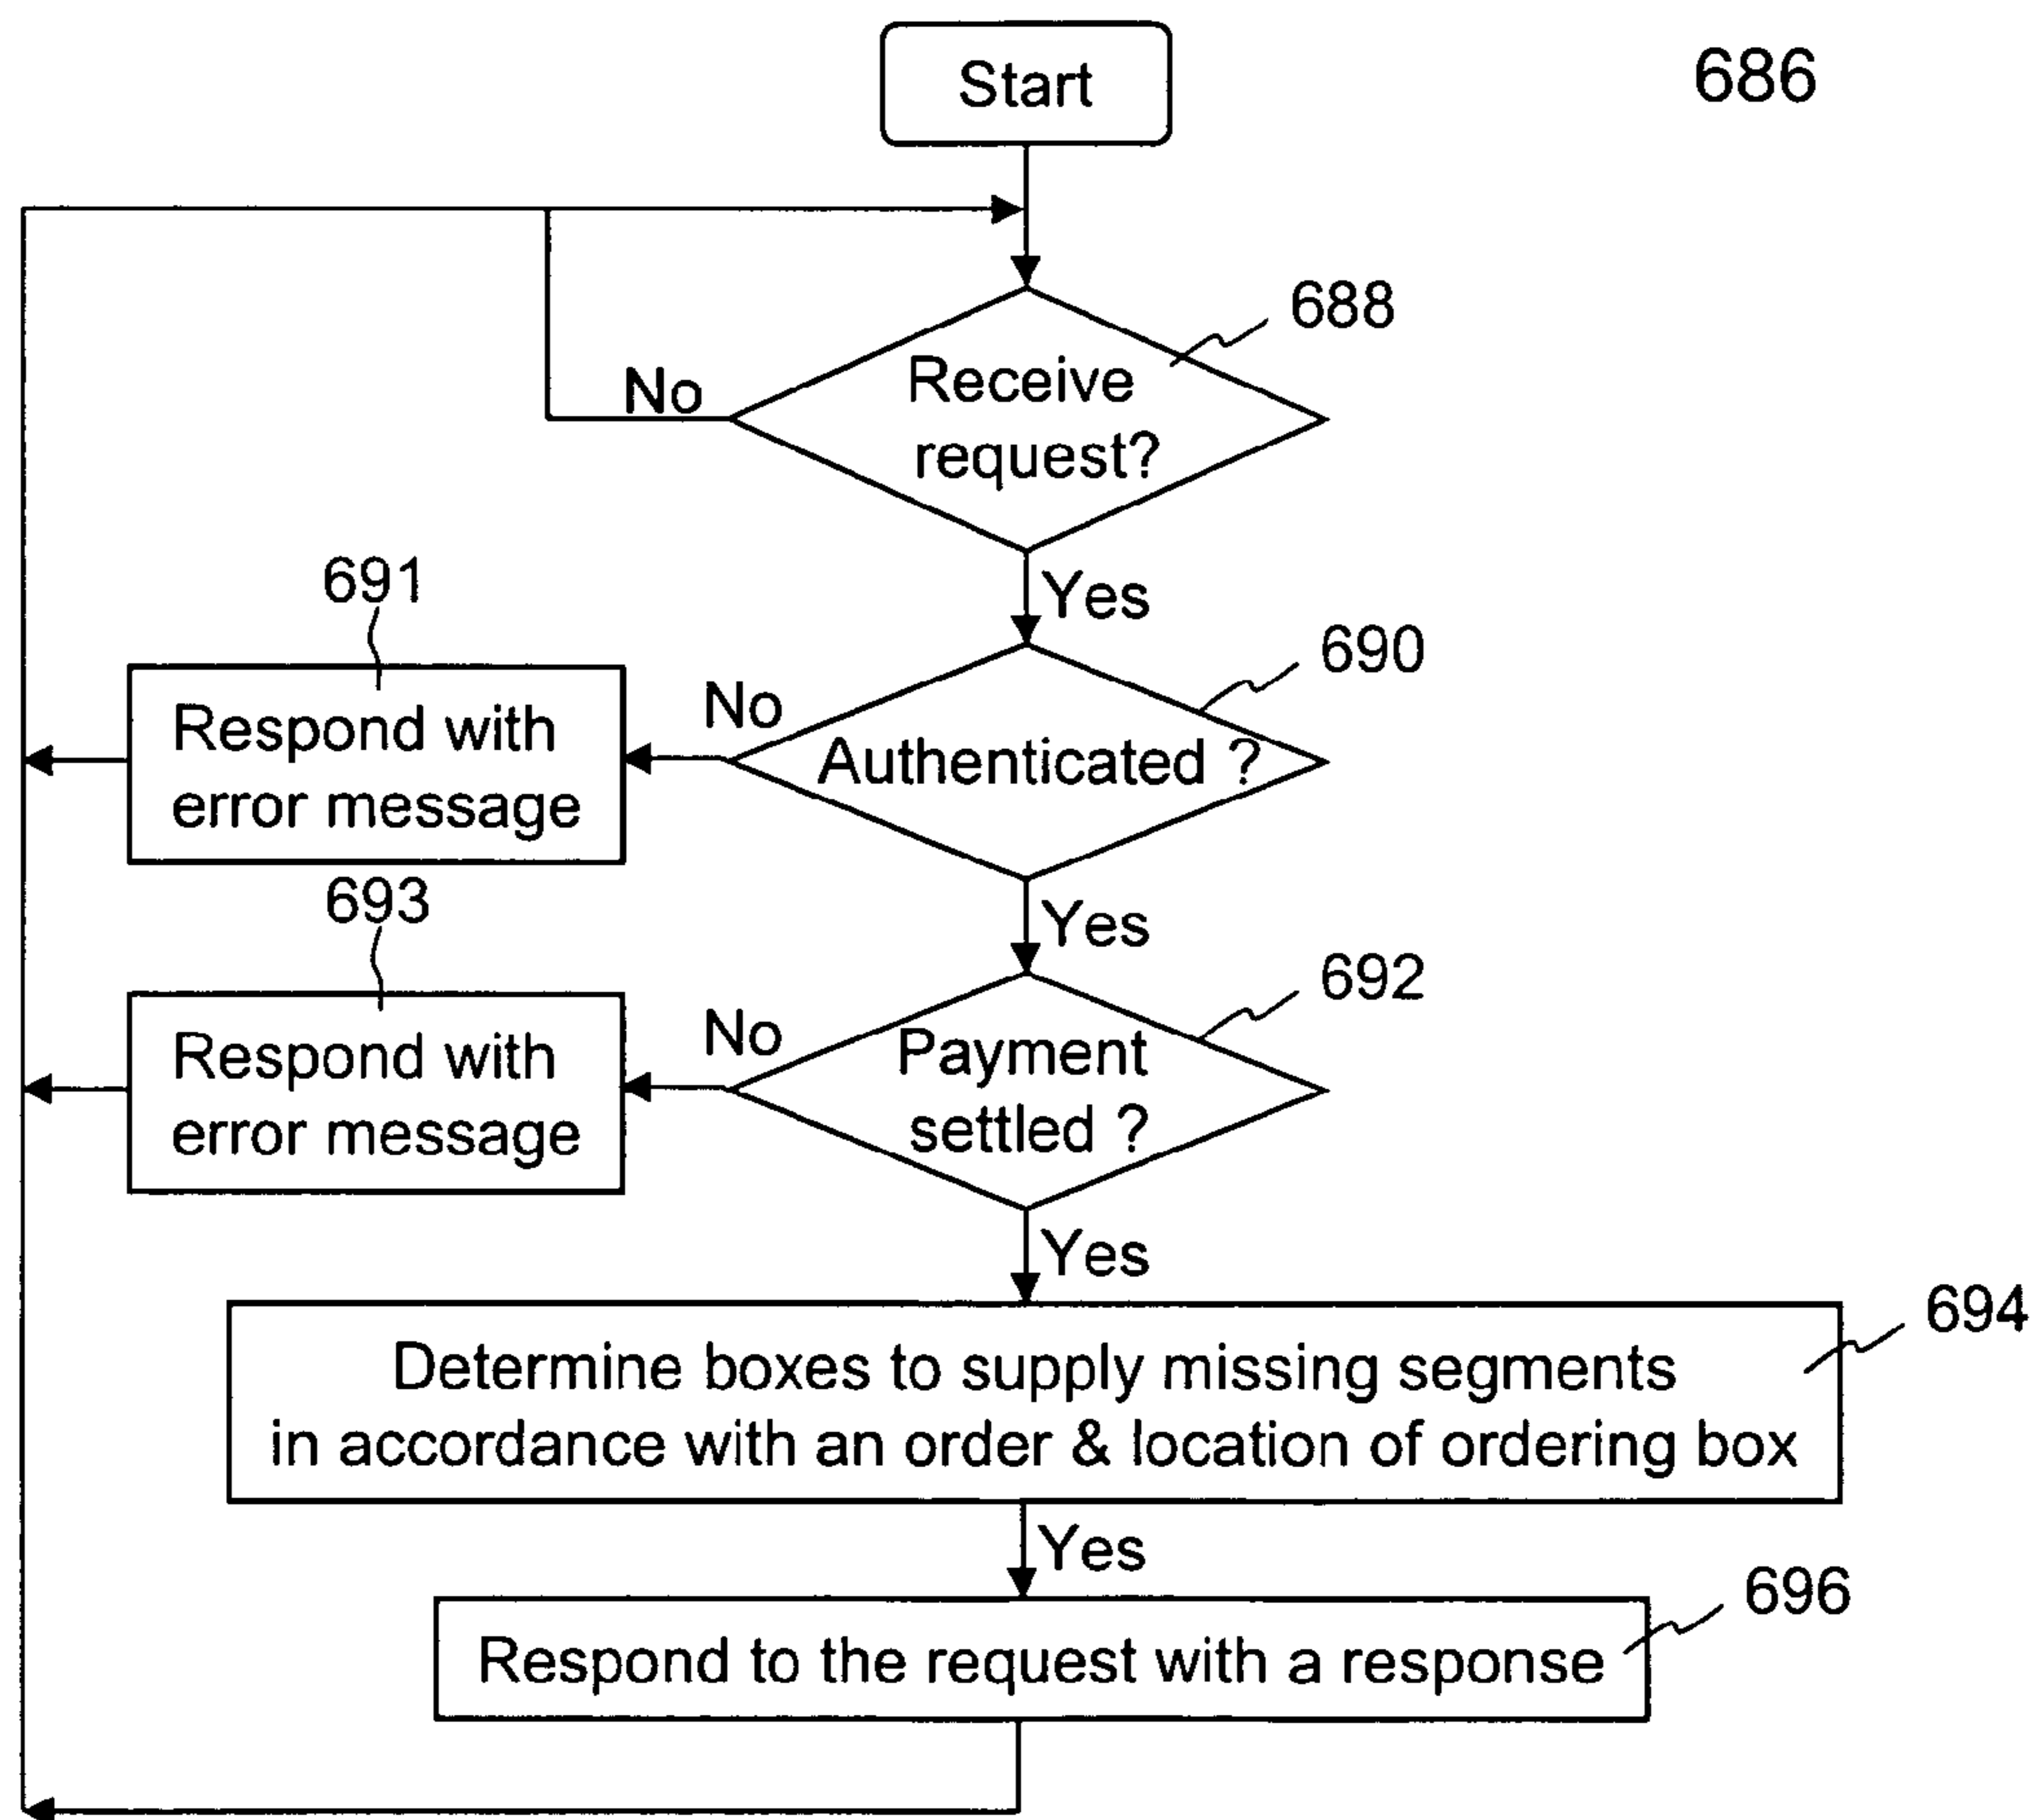 Start
686
688
Receive
request?
No
Yes
691
690
Respond with
error message
No
Authenticated ?
Yes
693
692
Respond with
error message
No
Payment
settled ?
Yes
694
Determine boxes to supply missing segments
in accordance with an order & location of ordering box
Yes
696
Respond to the request with a response